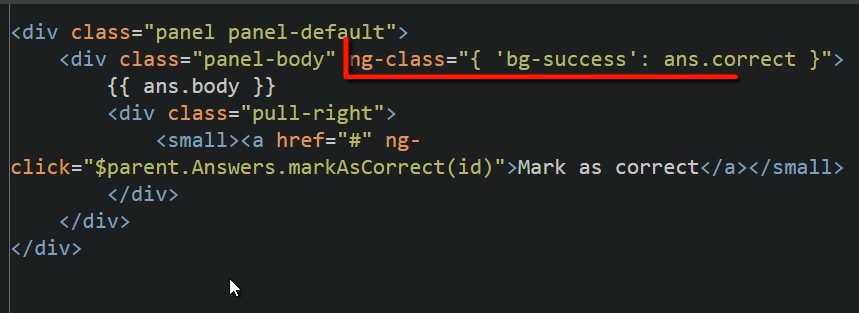 <div class="panel panel-default">
    <div class="panel-body" ng-class="{ 'bg-success': ans.correct }">
        {{ ans.body }}
        <div class="pull-right">
            <small><a href="#" ng-
click="$parent.Answers.markAsCorrect(id)">Mark as correct</a></small>
        </div>
    </div>
</div>